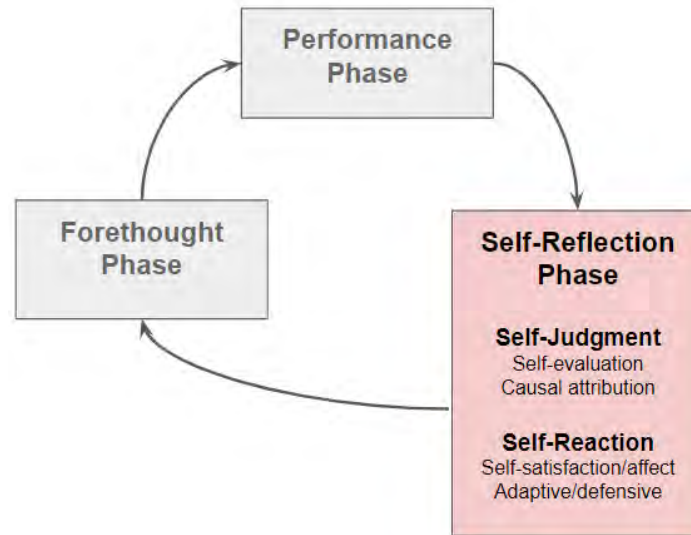 Performance
Phase
Forethought
Phase
Self-Reflection
Phase
Self-Judgment
Self-evaluation
Causal attribution
Self-Reaction
Self-satisfaction/affect
Adaptive/defensive